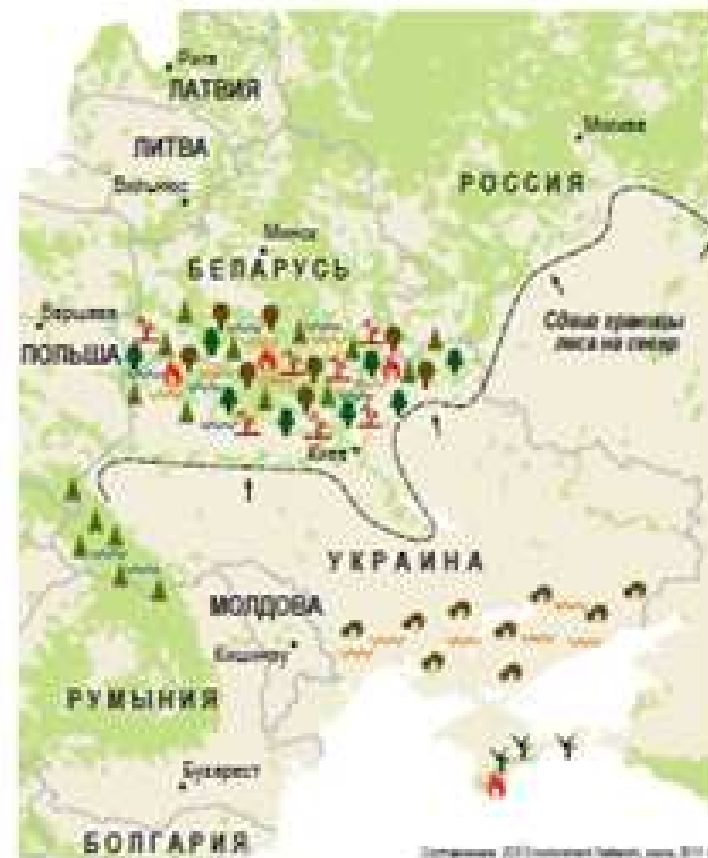 Рига
ЛАТВИЯ
Москва
ЛИТВА
Вильнюс
РОССИЯ
Минск
БЕЛАРУСЬ
Варшава
Сдвиг границы
леса на север
ПОЛЬША
Киев
УКРАИНА
МОЛДОВА
Кишинеу
РУМЫНИЯ
Бухарест
БОЛГАРИЯ